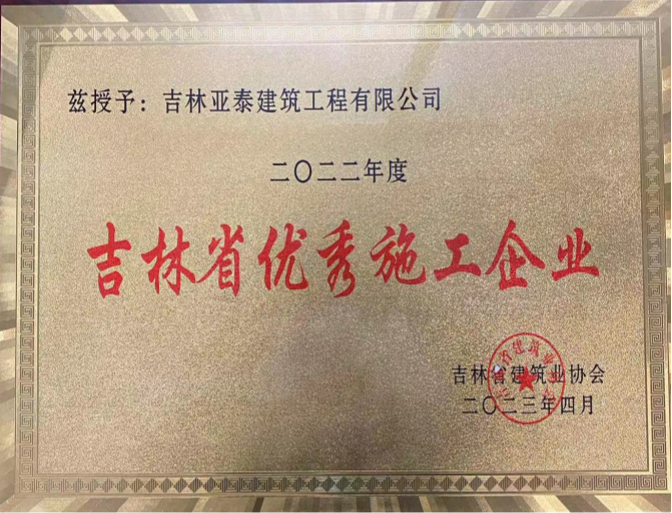 兹授予：吉林亚泰建筑工程有限公司
二〇二二年度
吉林省优秀施工企业
吉林省建筑业协会
二〇二三年四月